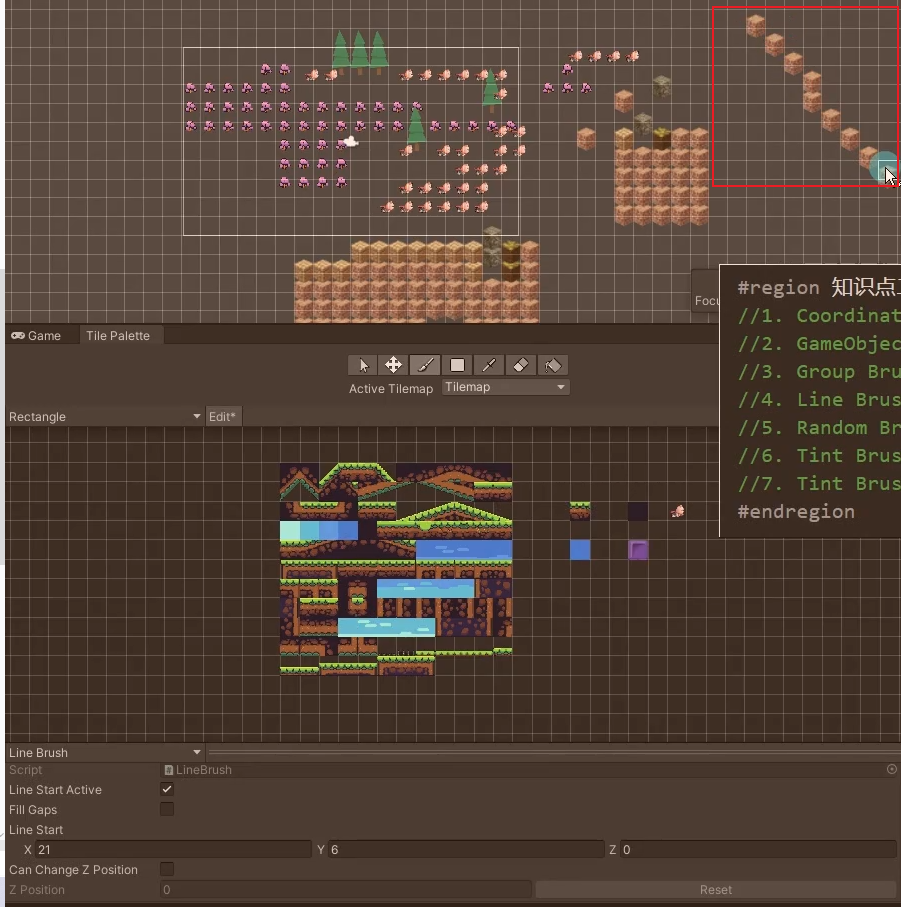 Focu
#region 知识点
//1. Coordinat
//2. GameObjec
//3. Group Bru
//4. Line Brus
//5. Random Br
//6. Tint Brus
//7. Tint Brus
#endregion
Game Tile Palette
Active Tilemap Tilemap
Rectangle Edit*
Line Brush
Script LineBrush
Line Start Active
Fill Gaps
Line Start
X 21 Y 6 Z 0
Can Change Z Position
Z Position 0 Reset